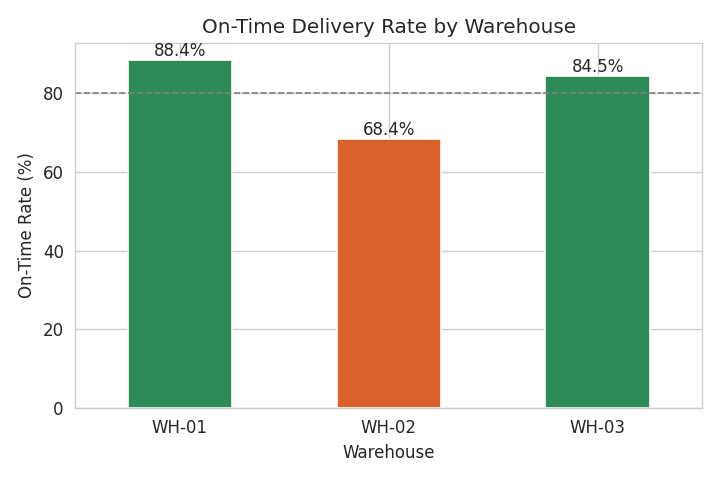 On-Time Delivery Rate by Warehouse
88.4%
84.5%
68.4%
80
60
40
20
0
On-Time Rate (%)
WH-01 WH-02 WH-03
Warehouse